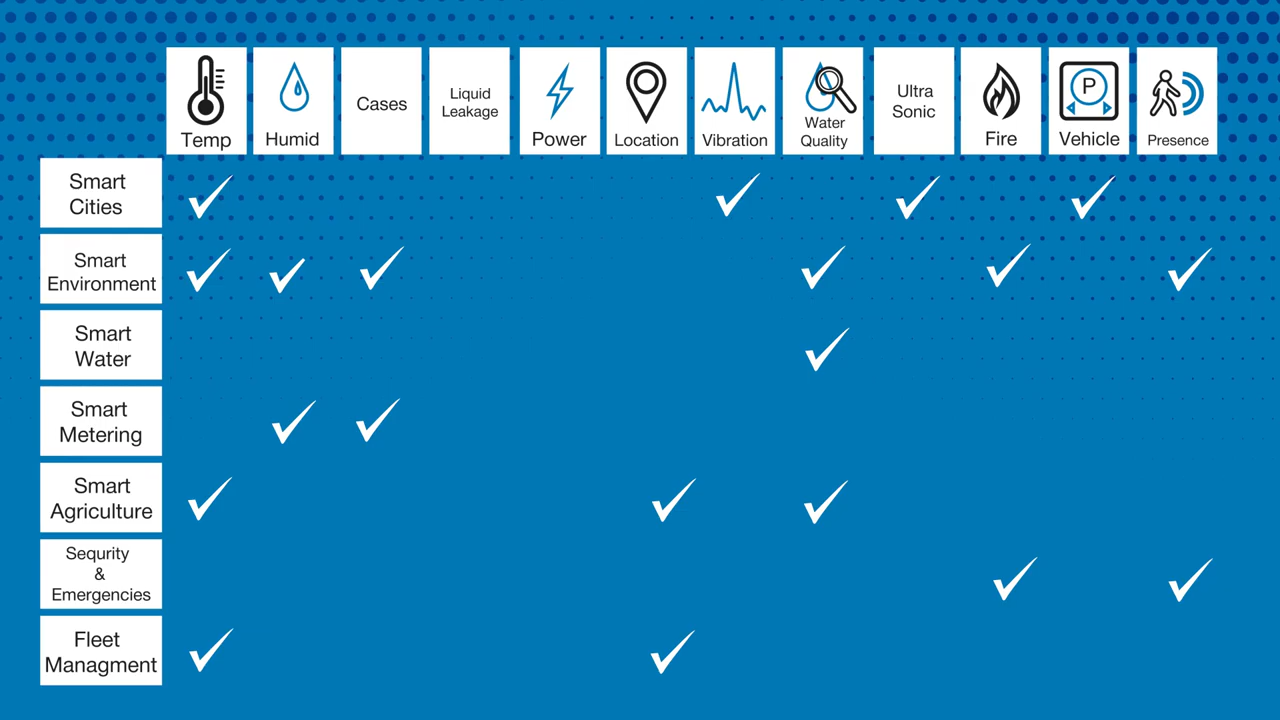 Temp
Humid
Cases
Liquid
Leakage
Power
Location
Vibration
Water
Quality
Ultra
Sonic
Fire
P
Vehicle
Presence
Smart
Cities
Smart
Environment
Smart
Water
Smart
Metering
Smart
Agriculture
Sequrity
&
Emergencies
Fleet
Managment